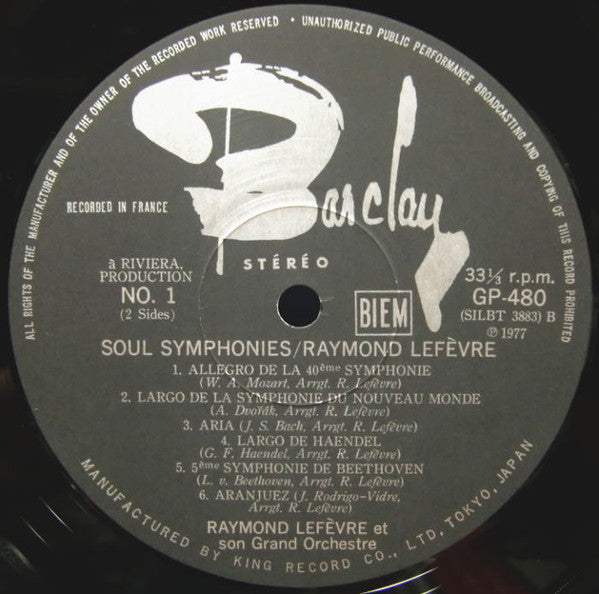 ALL RIGHTS OF THE MANUFACTURER AND OF THE OWNER OF THE RECORDED WORK RESERVED • UNAUTHORIZED PUBLIC PERFORMANCE BROADCASTING AND COPYING OF THIS RECORD PROHIBITED
Barclay
RECORDED IN FRANCE
STÉRÉO
à RIVIERA,
PRODUCTION
NO. 1
(2 Sides)
BIEM
33⅓ r.p.m.
GP-480
(SILBT 3883) B
℗ 1977
SOUL SYMPHONIES/RAYMOND LEFÈVRE
1. ALLEGRO DE LA 40ème SYMPHONIE
(W. A. Mozart, Arrgt. R. Lefèvre)
2. LARGO DE LA SYMPHONIE DU NOUVEAU MONDE
(A. Dvořák, Arrgt. R. Lefèvre)
3. ARIA (J. S. Bach, Arrgt. R. Lefèvre)
4. LARGO DE HAENDEL
(G. F. Haendel, Arrgt. R. Lefèvre)
5. 5ème SYMPHONIE DE BEETHOVEN
(L. v. Beethoven, Arrgt. R. Lefèvre)
6. ARANJUEZ (J. Rodrigo-Vidre,
Arrgt. R. Lefèvre)
RAYMOND LEFÈVRE et
son Grand Orchestre
MANUFACTURED BY KING RECORD CO., LTD, TOKYO, JAPAN